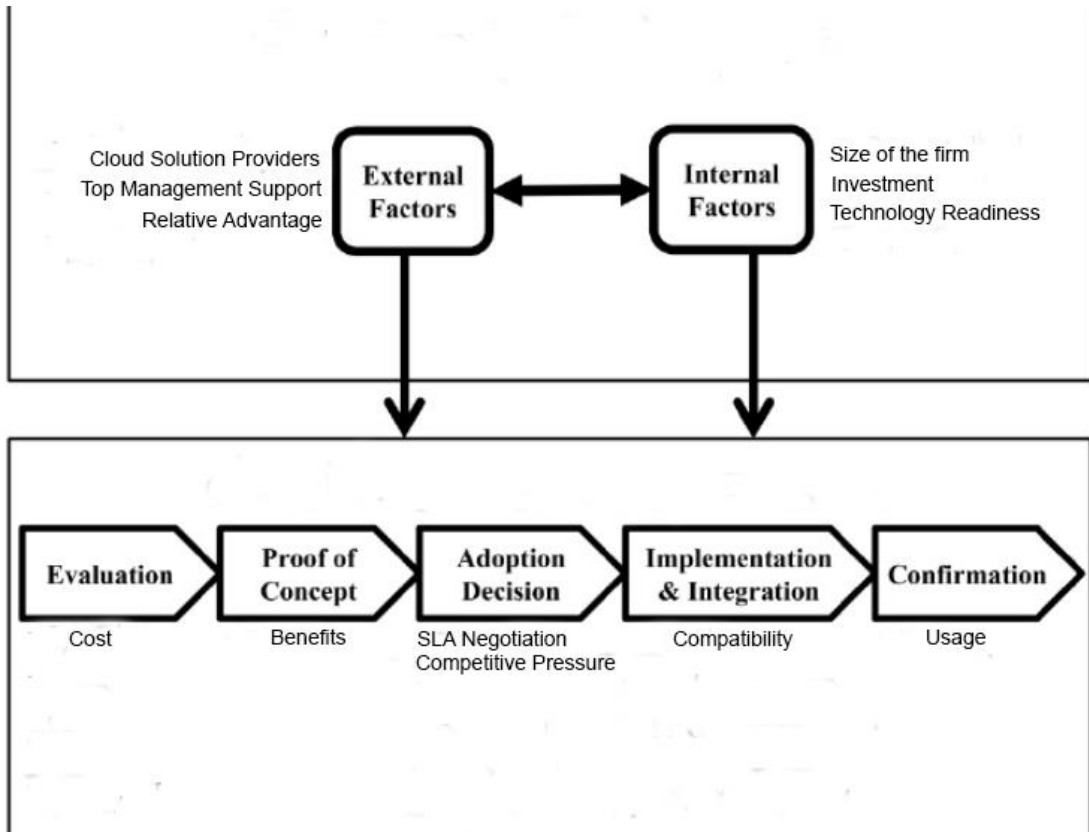 Cloud Solution Providers
Top Management Support
Relative Advantage
External
Factors
Internal
Factors
Size of the firm
Investment
Technology Readiness
Evaluation
Proof of
Concept
Adoption
Decision
Implementation
& Integration
Confirmation
Cost
Benefits
SLA Negotiation
Competitive Pressure
Compatibility
Usage